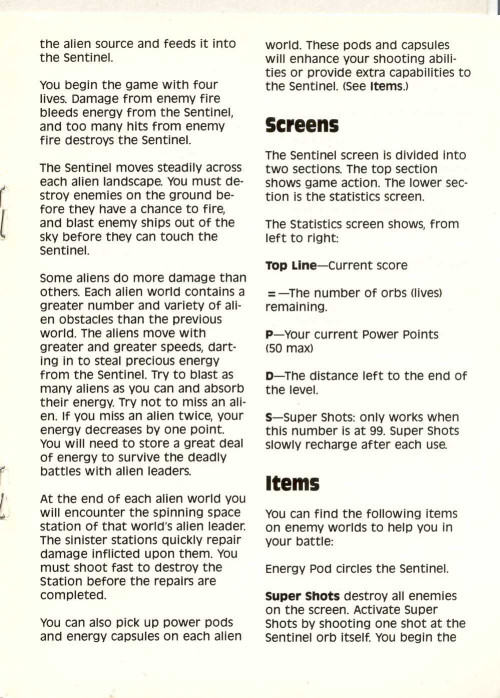 the alien source and feeds it into
the Sentinel.
You begin the game with four
lives. Damage from enemy fire
bleeds energy from the Sentinel,
and too many hits from enemy
fire destroys the Sentinel.
The Sentinel moves steadily across
each alien landscape. You must de-
stroy enemies on the ground be-
fore they have a chance to fire,
and blast enemy ships out of the
sky before they can touch the
Sentinel.
Some aliens do more damage than
others. Each alien world contains a
greater number and variety of ali-
en obstacles than the previous
world. The aliens move with
greater and greater speeds, dart-
ing in to steal precious energy
from the Sentinel. Try to blast as
many aliens as you can and absorb
their energy. Try not to miss an ali-
en. If you miss an alien twice, your
energy decreases by one point.
You will need to store a great deal
of energy to survive the deadly
battles with alien leaders.
At the end of each alien world you
will encounter the spinning space
station of that world's alien leader.
The sinister stations quickly repair
damage inflicted upon them. You
must shoot fast to destroy the
Station before the repairs are
completed.
You can also pick up power pods
and energy capsules on each alien
world. These pods and capsules
will enhance your shooting abili-
ties or provide extra capabilities to
the Sentinel. (See Items.)
Screens
The Sentinel screen is divided into
two sections. The top section
shows game action. The lower sec-
tion is the statistics screen.
The Statistics screen shows, from
left to right:
Top Line—Current score
=—The number of orbs (lives)
remaining.
P—Your current Power Points
(50 max)
D—The distance left to the end of
the level.
S—Super Shots: only works when
this number is at 99. Super Shots
slowly recharge after each use.
Items
You can find the following items
on enemy worlds to help you in
your battle:
Energy Pod circles the Sentinel.
Super Shots destroy all enemies
on the screen. Activate Super
Shots by shooting one shot at the
Sentinel orb itself. You begin the